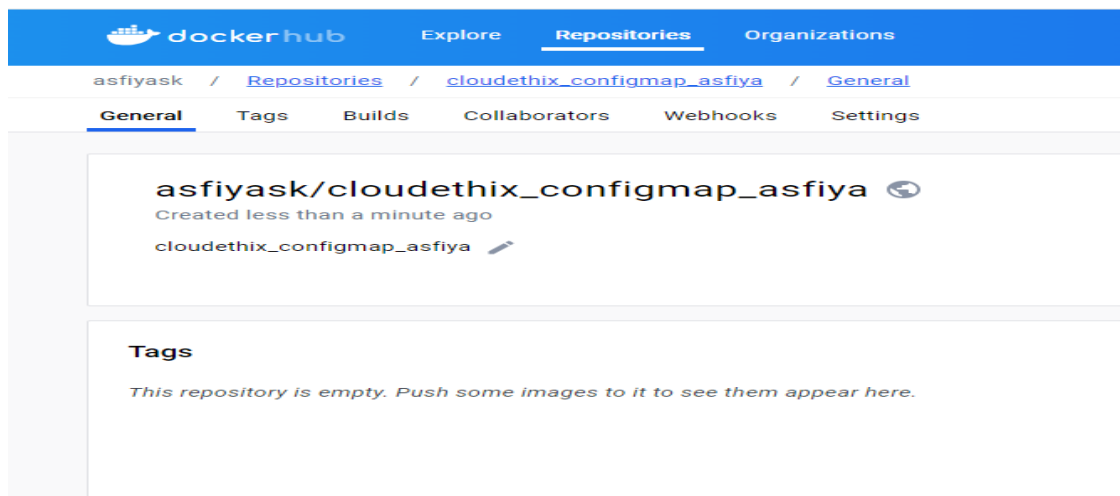 dockerhub Explore Repositories Organizations
asfiyask / Repositories / cloudethix_configmap_asfiya / General
General Tags Builds Collaborators Webhooks Settings
asfiyask/cloudethix_configmap_asfiya
Created less than a minute ago
cloudethix_configmap_asfiya
Tags
This repository is empty. Push some images to it to see them appear here.